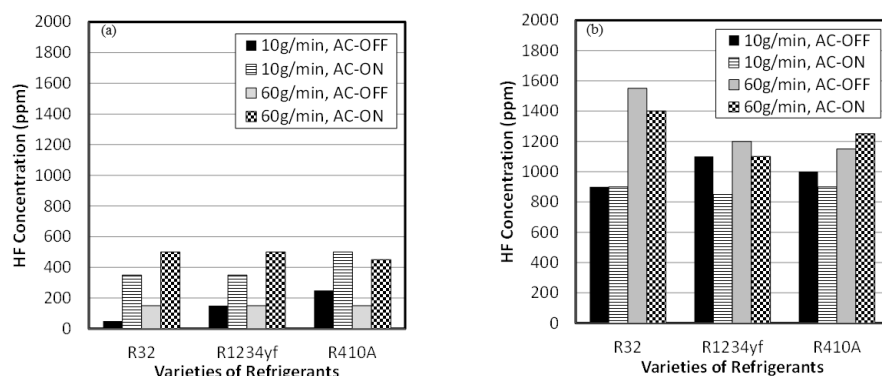 (a)
2000
1800
1600
1400
1200
1000
800
600
400
200
0
HF Concentration (ppm)
10g/min, AC-OFF
10g/min, AC-ON
60g/min, AC-OFF
60g/min, AC-ON
R32 R1234yf R410A
Varieties of Refrigerants
(b)
2000
1800
1600
1400
1200
1000
800
600
400
200
0
HF Concentration (ppm)
10g/min, AC-OFF
10g/min, AC-ON
60g/min, AC-OFF
60g/min, AC-ON
R32 R1234yf R410A
Varieties of Refrigerants